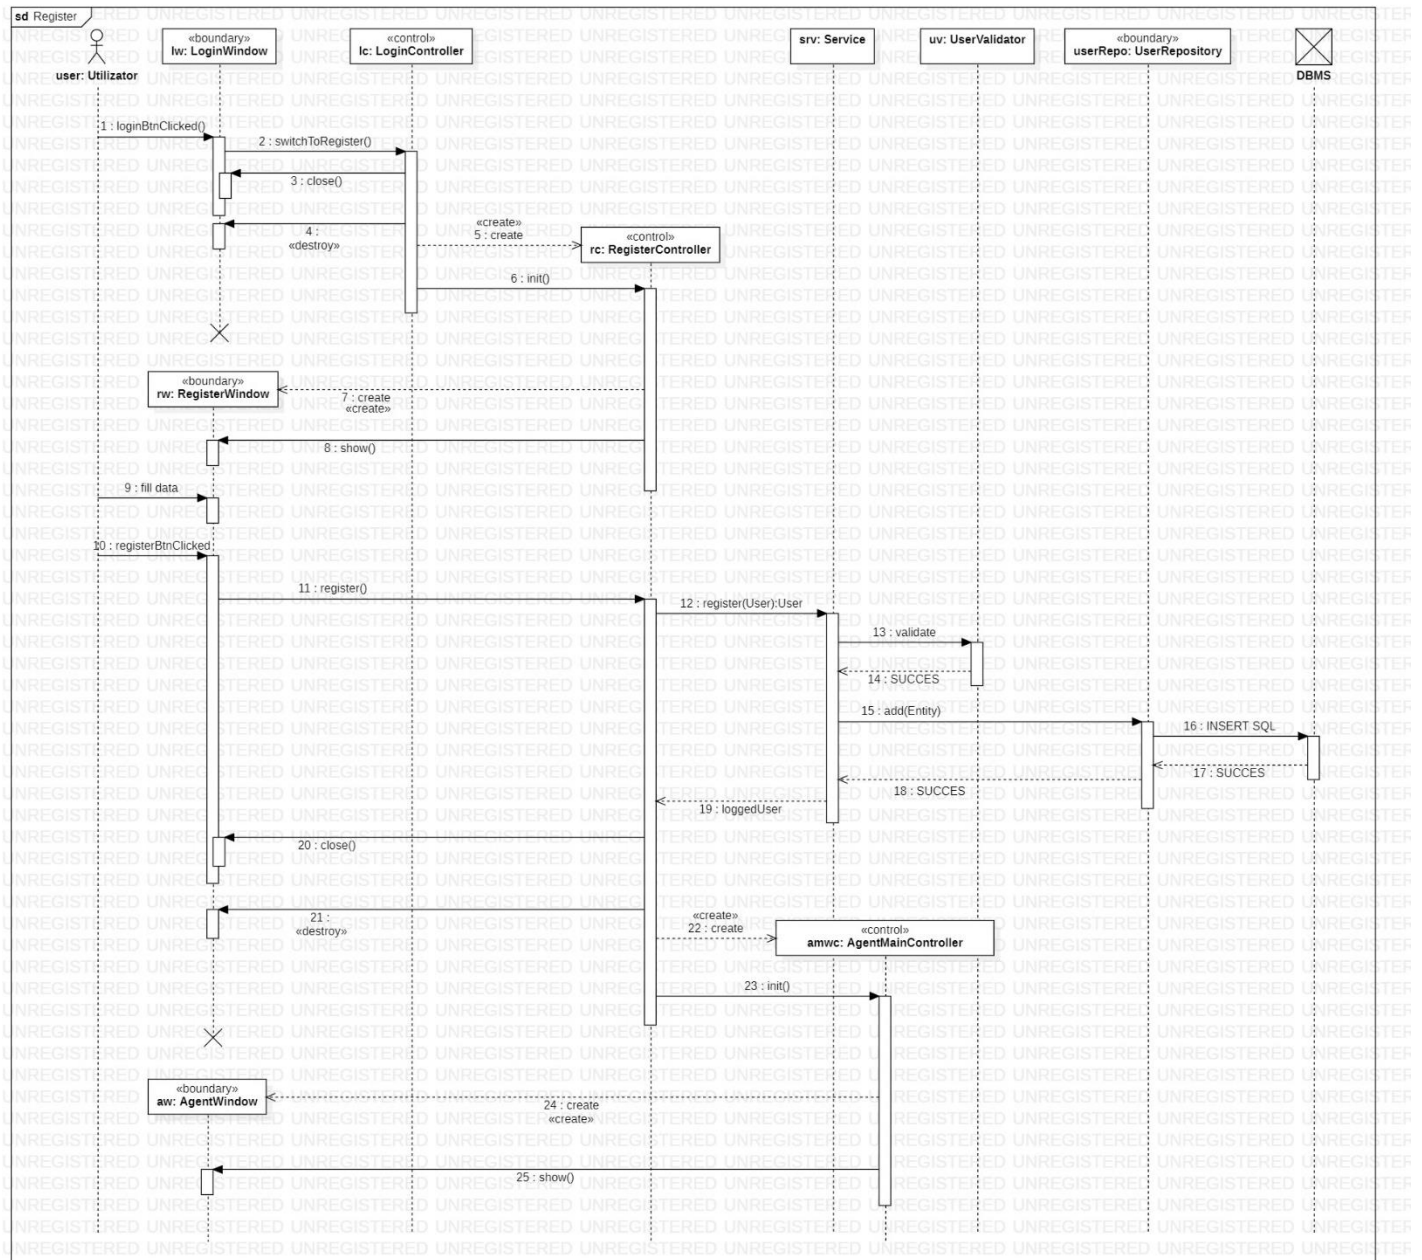 sd Register
«boundary»
lw: LoginWindow
«control»
lc: LoginController
srv: Service
uv: UserValidator
«boundary»
userRepo: UserRepository
user: Utilizator
DBMS
1 : loginBtnClicked()
2 : switchToRegister()
3 : close()
4 :
«destroy»
«create»
5 : create
«control»
rc: RegisterController
6 : init()
«boundary»
rw: RegisterWindow
7 : create
«create»
8 : show()
9 : fill data
10 : registerBtnClicked
11 : register()
12 : register(User):User
13 : validate
14 : SUCCES
15 : add(Entity)
16 : INSERT SQL
17 : SUCCES
18 : SUCCES
19 : loggedUser
20 : close()
21 :
«destroy»
«create»
22 : create
«control»
amwc: AgentMainController
23 : init()
«boundary»
aw: AgentWindow
24 : create
«create»
25 : show()
UNREGISTERED